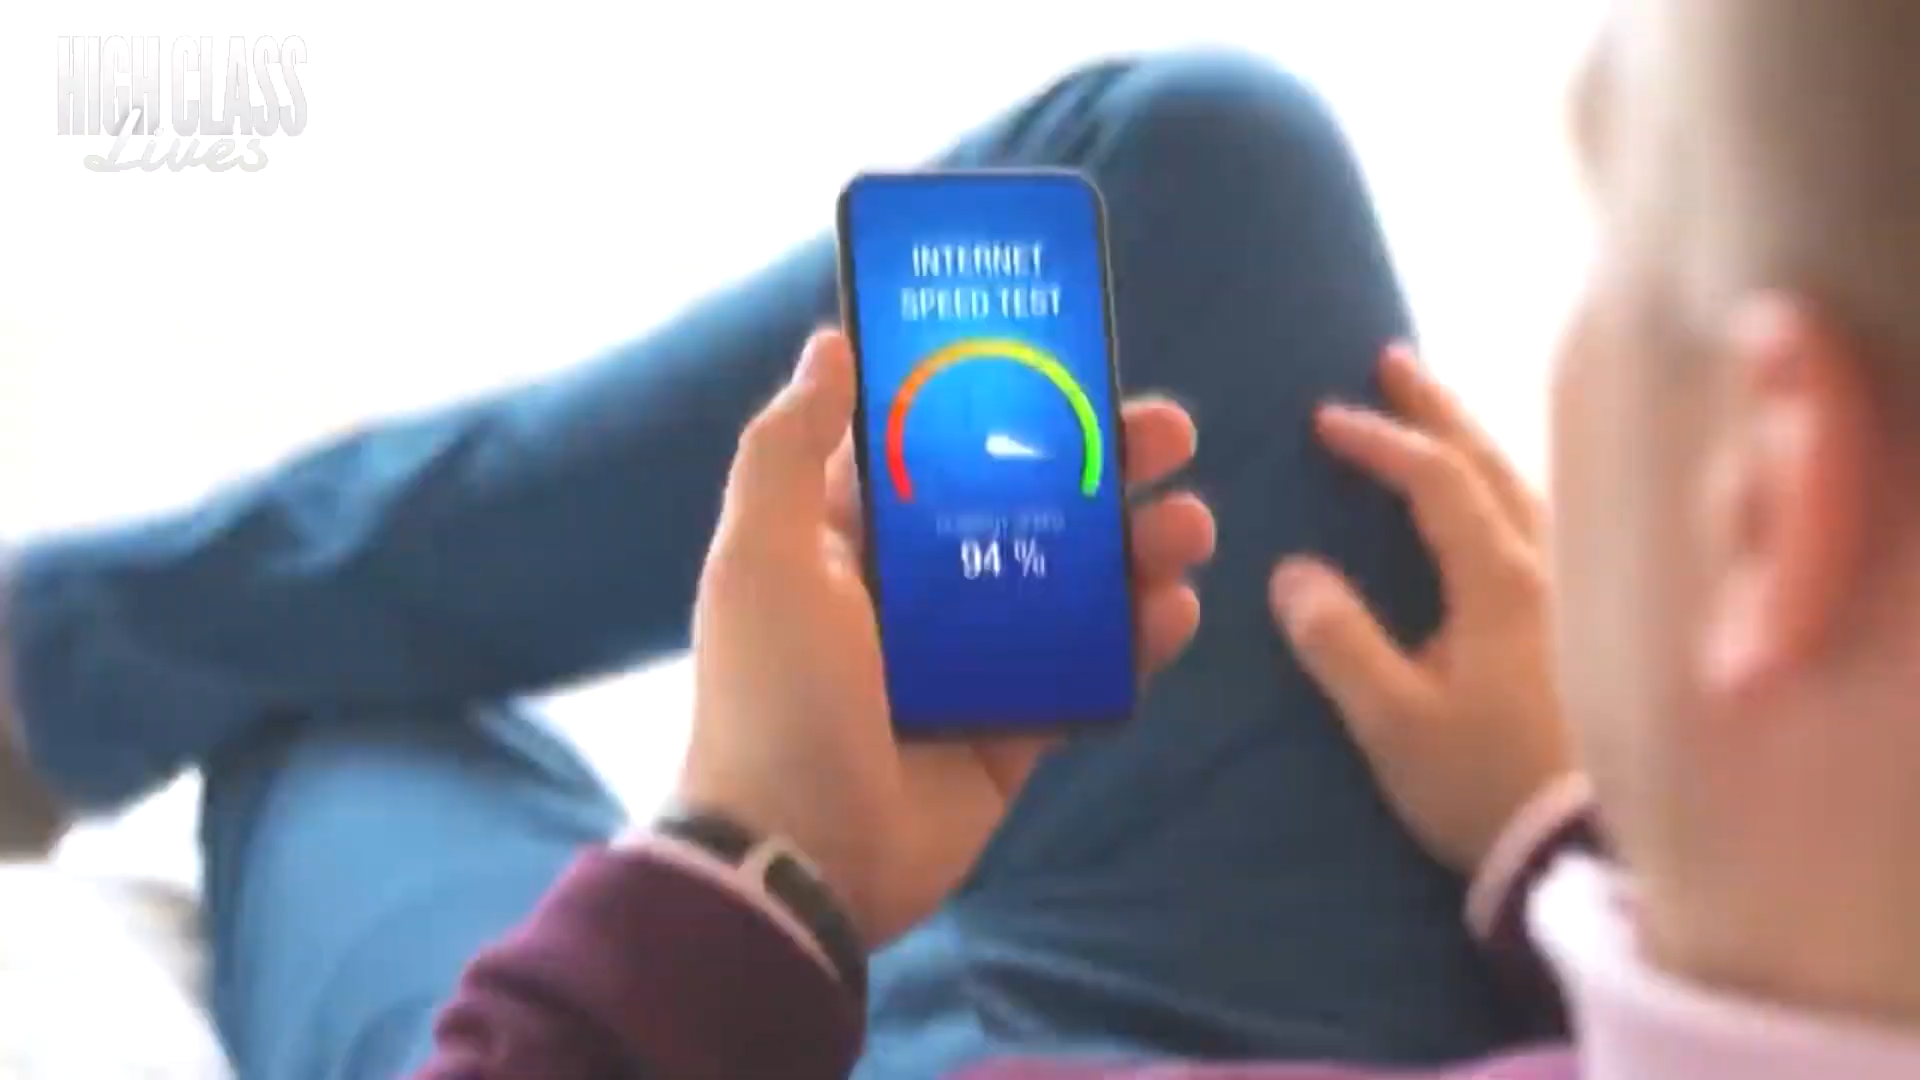 HIGH CLASS
Lives
INTERNET
SPEED TEST
94 %